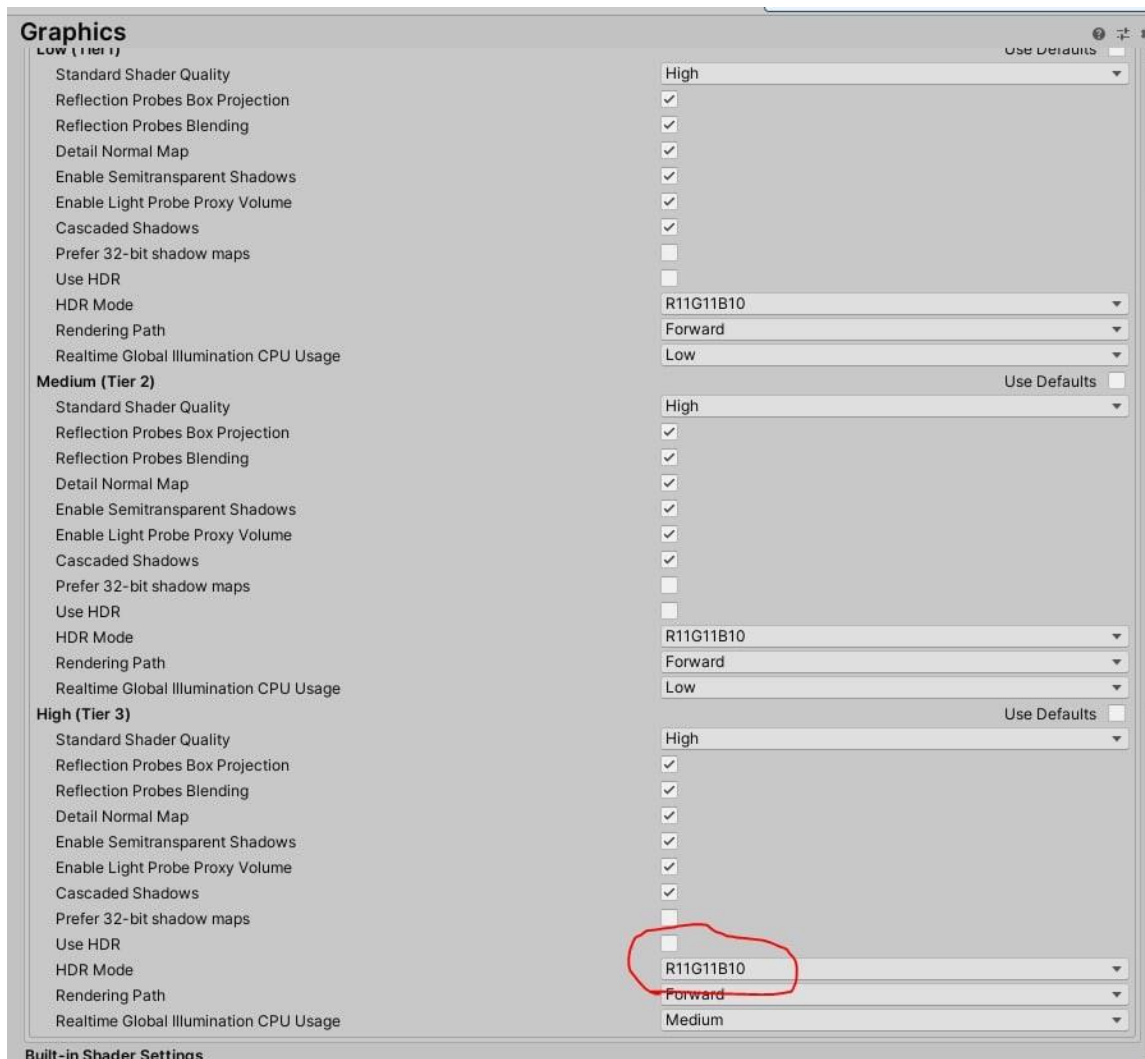 Graphics
Low (Tier 1) Use Defaults
Standard Shader Quality High
Reflection Probes Box Projection
Reflection Probes Blending
Detail Normal Map
Enable Semitransparent Shadows
Enable Light Probe Proxy Volume
Cascaded Shadows
Prefer 32-bit shadow maps
Use HDR
HDR Mode R11G11B10
Rendering Path Forward
Realtime Global Illumination CPU Usage Low
Medium (Tier 2) Use Defaults
Standard Shader Quality High
Reflection Probes Box Projection
Reflection Probes Blending
Detail Normal Map
Enable Semitransparent Shadows
Enable Light Probe Proxy Volume
Cascaded Shadows
Prefer 32-bit shadow maps
Use HDR
HDR Mode R11G11B10
Rendering Path Forward
Realtime Global Illumination CPU Usage Low
High (Tier 3) Use Defaults
Standard Shader Quality High
Reflection Probes Box Projection
Reflection Probes Blending
Detail Normal Map
Enable Semitransparent Shadows
Enable Light Probe Proxy Volume
Cascaded Shadows
Prefer 32-bit shadow maps
Use HDR
HDR Mode R11G11B10
Rendering Path Forward
Realtime Global Illumination CPU Usage Medium
Built-in Shader Settings